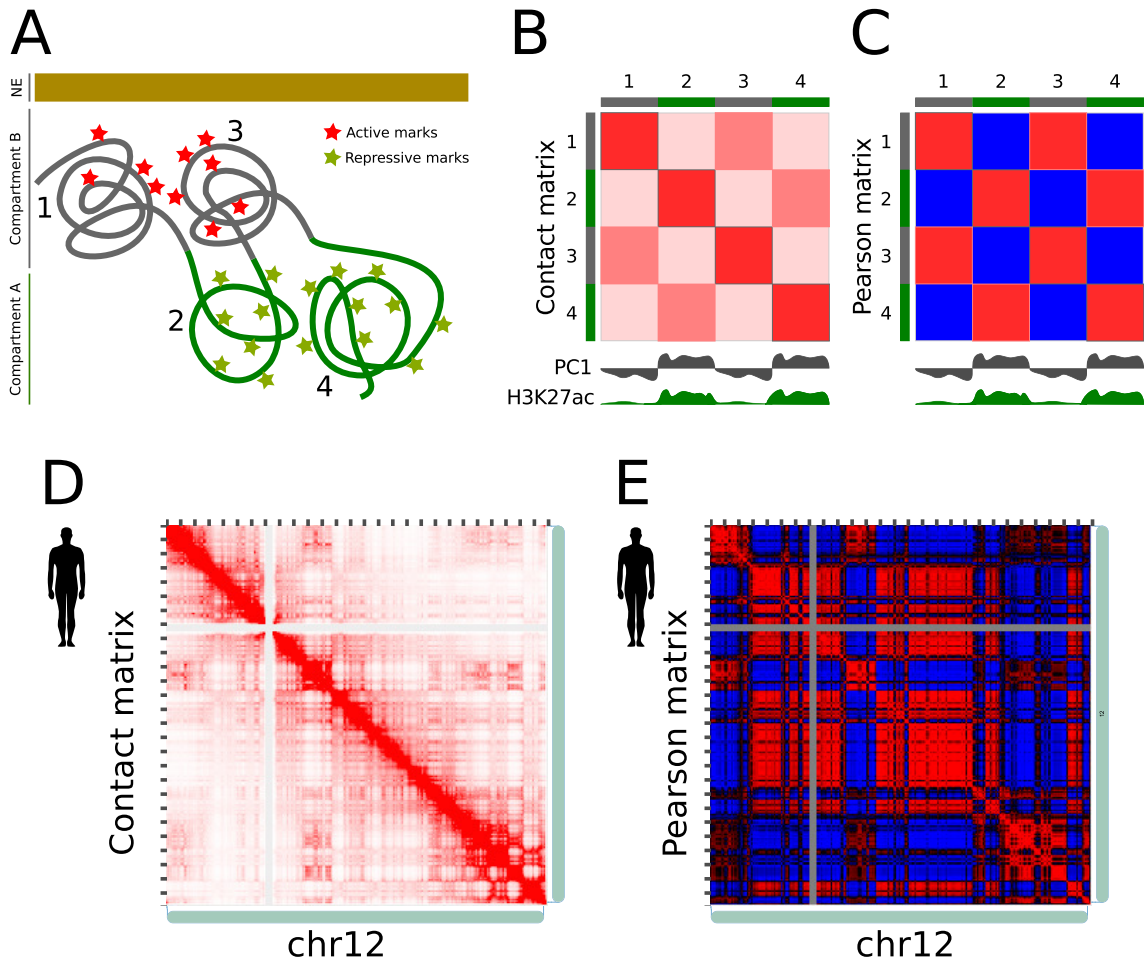 A
B
C
NE
Compartment B
Compartment A
1
2
3
4
Active marks
Repressive marks
1 2 3 4
Contact matrix
1
2
3
4
PC1
H3K27ac
1 2 3 4
Pearson matrix
1
2
3
4
D
E
Contact matrix
chr12
Pearson matrix
12
chr12